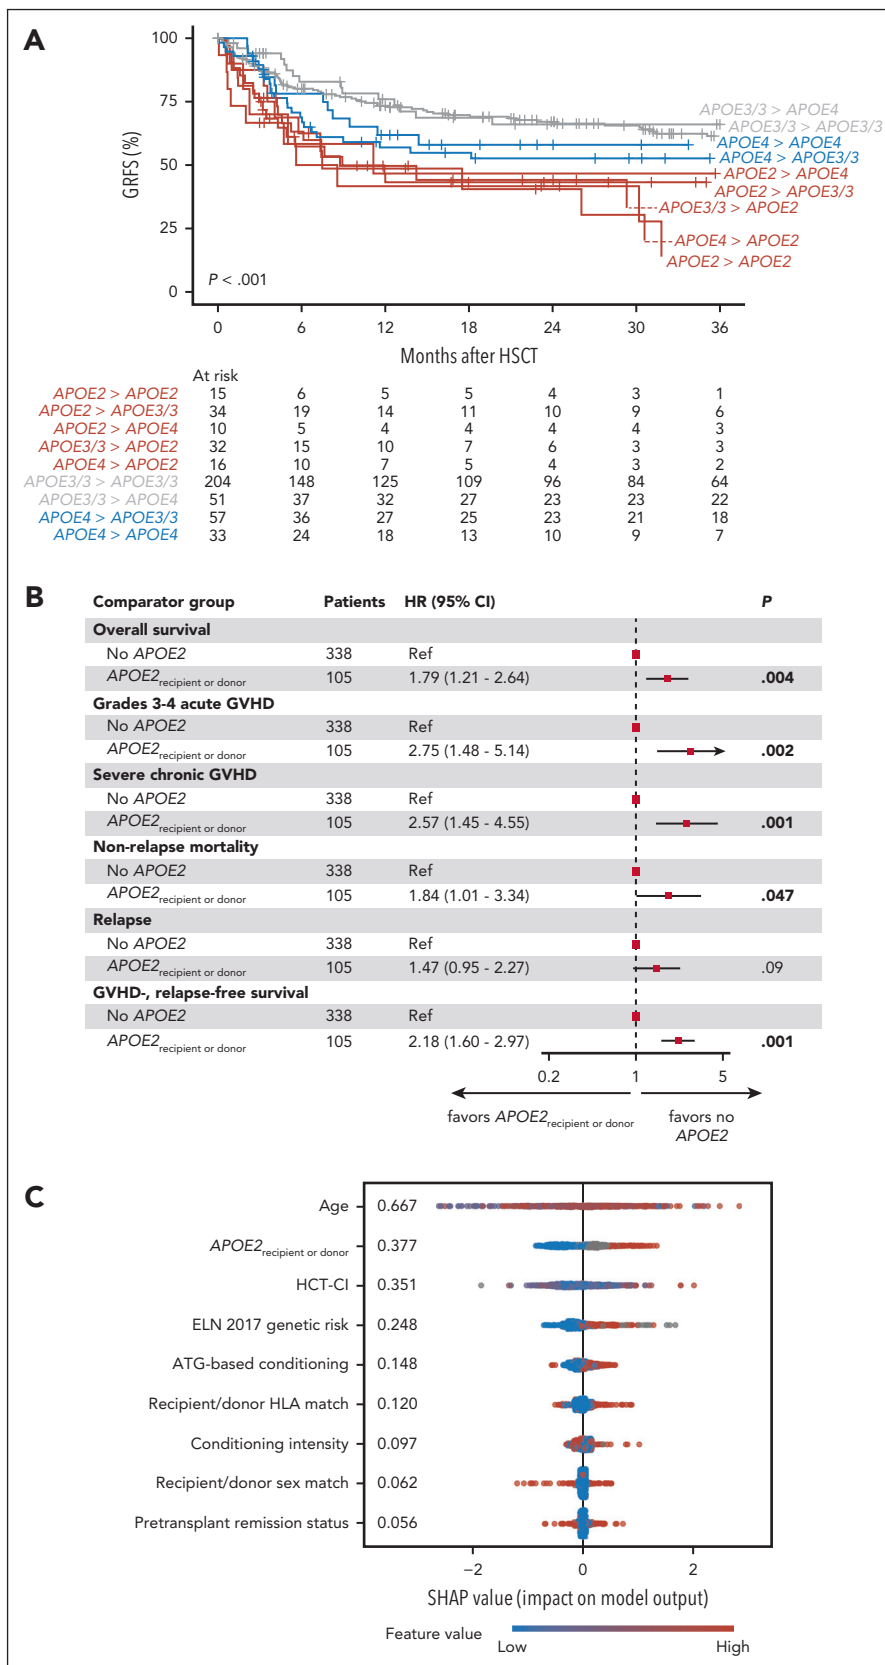 A
100
75
50
25
0
GRFS (%)
P < .001
APOE3/3 > APOE4
APOE3/3 > APOE3/3
APOE4 > APOE4
APOE4 > APOE3/3
APOE2 > APOE4
APOE2 > APOE3/3
APOE3/3 > APOE2
APOE4 > APOE2
APOE2 > APOE2
0 6 12 18 24 30 36
Months after HSCT
At risk
APOE2 > APOE2 15 6 5 5 4 3 1
APOE2 > APOE3/3 34 19 14 11 10 9 6
APOE2 > APOE4 10 5 4 4 4 4 3
APOE3/3 > APOE2 32 15 10 7 6 3 3
APOE4 > APOE2 16 10 7 5 4 3 2
APOE3/3 > APOE3/3 204 148 125 109 96 84 64
APOE3/3 > APOE4 51 37 32 27 23 23 22
APOE4 > APOE3/3 57 36 27 25 23 21 18
APOE4 > APOE4 33 24 18 13 10 9 7
B
Comparator group Patients HR (95% CI) P
Overall survival
No APOE2 338 Ref
APOE2recipient or donor 105 1.79 (1.21 - 2.64) .004
Grades 3-4 acute GVHD
No APOE2 338 Ref
APOE2recipient or donor 105 2.75 (1.48 - 5.14) .002
Severe chronic GVHD
No APOE2 338 Ref
APOE2recipient or donor 105 2.57 (1.45 - 4.55) .001
Non-relapse mortality
No APOE2 338 Ref
APOE2recipient or donor 105 1.84 (1.01 - 3.34) .047
Relapse
No APOE2 338 Ref
APOE2recipient or donor 105 1.47 (0.95 - 2.27) .09
GVHD-, relapse-free survival
No APOE2 338 Ref
APOE2recipient or donor 105 2.18 (1.60 - 2.97) .001
0.2 1 5
favors APOE2recipient or donor favors no
APOE2
C
Age 0.667
APOE2recipient or donor 0.377
HCT-CI 0.351
ELN 2017 genetic risk 0.248
ATG-based conditioning 0.148
Recipient/donor HLA match 0.120
Conditioning intensity 0.097
Recipient/donor sex match 0.062
Pretransplant remission status 0.056
−2 0 2
SHAP value (impact on model output)
Feature value
Low High